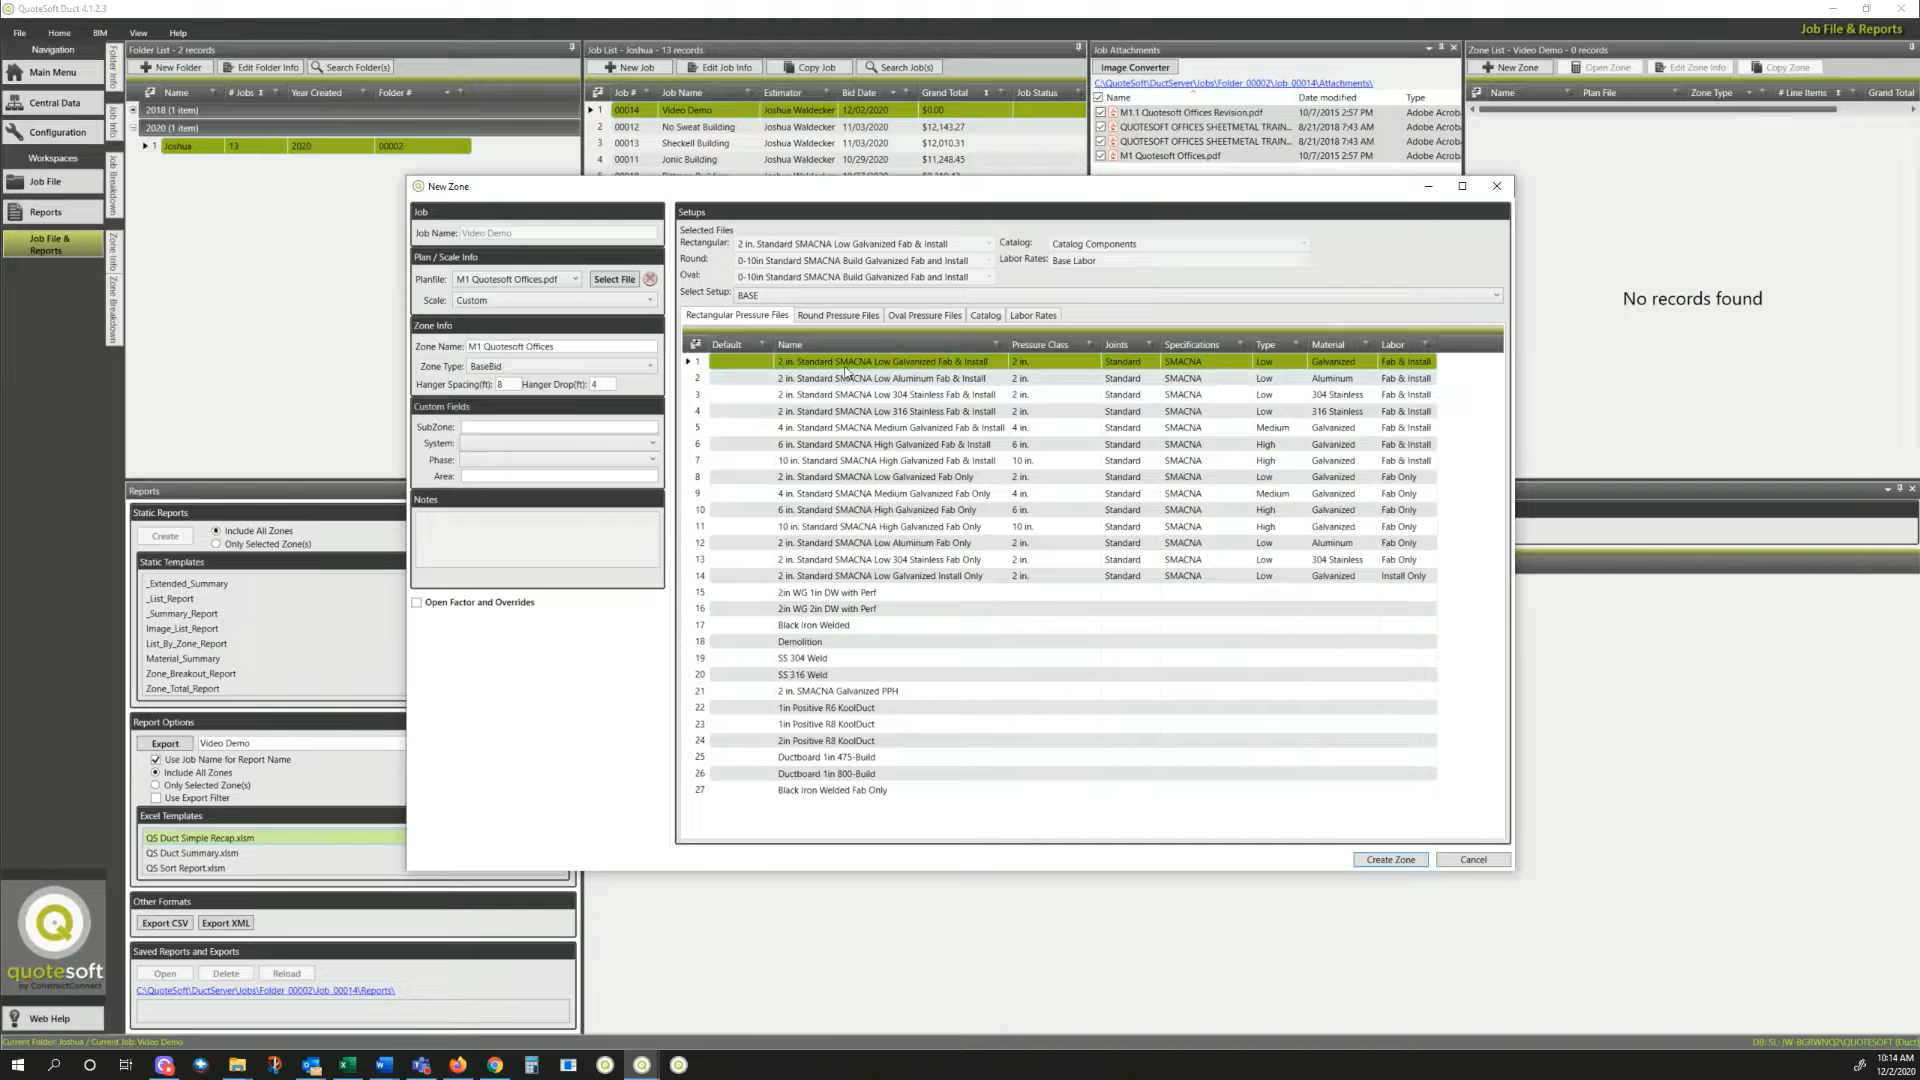 QuoteSoft Duct 4.1.2.3
File Home BIM View Help
Job File & Reports
Navigation
Main Menu
Central Data
Configuration
Workspaces
Job File
Reports
Job File & Reports
Folder Info
Job Info
Job Breakdown
Zone Info
Zone Breakdown
Folder List - 2 records
New Folder Edit Folder Info Search Folder(s)
Name # Jobs Σ Year Created Folder #
2018 (1 item)
2020 (1 item)
1 Joshua 13 2020 00002
Job List - Joshua - 13 records
New Job Edit Job Info Copy Job Search Job(s)
Job # Job Name Estimator Bid Date Grand Total Σ Job Status
1 00014 Video Demo Joshua Waldecker 12/02/2020 $0.00
2 00012 No Sweat Building Joshua Waldecker 11/03/2020 $12,143.27
3 00013 Sheckell Building Joshua Waldecker 11/03/2020 $12,010.31
4 00011 Jonic Building Joshua Waldecker 10/29/2020 $11,248.45
Job Attachments
Image Converter
C:\QuoteSoft\DuctServer\Jobs\Folder_00002\Job_00014\Attachments\
Name Date modified Type
M1.1 Quotesoft Offices Revision.pdf 10/7/2015 2:57 PM Adobe Acrob
QUOTESOFT OFFICES SHEETMETAL TRAIN... 8/21/2018 7:43 AM Adobe Acrob
QUOTESOFT OFFICES SHEETMETAL TRAIN... 8/21/2018 7:43 AM Adobe Acrob
M1 Quotesoft Offices.pdf 10/7/2015 2:57 PM Adobe Acrob
Zone List - Video Demo - 0 records
New Zone Open Zone Edit Zone Info Copy Zone
Name Plan File Zone Type # Line Items Σ Grand Total
No records found
New Zone
Job
Job Name: Video Demo
Plan / Scale Info
Planfile: M1 Quotesoft Offices.pdf Select File
Scale: Custom
Zone Info
Zone Name: M1 Quotesoft Offices
Zone Type: BaseBid
Hanger Spacing(ft): 8 Hanger Drop(ft): 4
Custom Fields
SubZone:
System:
Phase:
Area:
Notes
Open Factor and Overrides
Setups
Selected Files
Rectangular: 2 in. Standard SMACNA Low Galvanized Fab & Install Catalog: Catalog Components
Round: 0-10in Standard SMACNA Build Galvanized Fab and Install Labor Rates: Base Labor
Oval: 0-10in Standard SMACNA Build Galvanized Fab and Install
Select Setup: BASE
Rectangular Pressure Files Round Pressure Files Oval Pressure Files Catalog Labor Rates
Default Name Pressure Class Joints Specifications Type Material Labor
1 2 in. Standard SMACNA Low Galvanized Fab & Install 2 in. Standard SMACNA Low Galvanized Fab & Install
2 2 in. Standard SMACNA Low Aluminum Fab & Install 2 in. Standard SMACNA Low Aluminum Fab & Install
3 2 in. Standard SMACNA Low 304 Stainless Fab & Install 2 in. Standard SMACNA Low 304 Stainless Fab & Install
4 2 in. Standard SMACNA Low 316 Stainless Fab & Install 2 in. Standard SMACNA Low 316 Stainless Fab & Install
5 4 in. Standard SMACNA Medium Galvanized Fab & Install 4 in. Standard SMACNA Medium Galvanized Fab & Install
6 6 in. Standard SMACNA High Galvanized Fab & Install 6 in. Standard SMACNA High Galvanized Fab & Install
7 10 in. Standard SMACNA High Galvanized Fab & Install 10 in. Standard SMACNA High Galvanized Fab & Install
8 2 in. Standard SMACNA Low Galvanized Fab Only 2 in. Standard SMACNA Low Galvanized Fab Only
9 4 in. Standard SMACNA Medium Galvanized Fab Only 4 in. Standard SMACNA Medium Galvanized Fab Only
10 6 in. Standard SMACNA High Galvanized Fab Only 6 in. Standard SMACNA High Galvanized Fab Only
11 10 in. Standard SMACNA High Galvanized Fab Only 10 in. Standard SMACNA High Galvanized Fab Only
12 2 in. Standard SMACNA Low Aluminum Fab Only 2 in. Standard SMACNA Low Aluminum Fab Only
13 2 in. Standard SMACNA Low 304 Stainless Fab Only 2 in. Standard SMACNA Low 304 Stainless Fab Only
14 2 in. Standard SMACNA Low Galvanized Install Only 2 in. Standard SMACNA Low Galvanized Install Only
15 2in WG 1in DW with Perf
16 2in WG 2in DW with Perf
17 Black Iron Welded
18 Demolition
19 SS 304 Weld
20 SS 316 Weld
21 2 in. SMACNA Galvanized PPH
22 1in Positive R6 KoolDuct
23 1in Positive R8 KoolDuct
24 2in Positive R8 KoolDuct
25 Ductboard 1in 475-Build
26 Ductboard 1in 800-Build
27 Black Iron Welded Fab Only
Create Zone Cancel
Reports
Static Reports
Create Include All Zones
Only Selected Zone(s)
Static Templates
_Extended_Summary
_List_Report
_Summary_Report
Image_List_Report
List_By_Zone_Report
Material_Summary
Zone_Breakout_Report
Zone_Total_Report
Report Options
Export Video Demo
Use Job Name for Report Name
Include All Zones
Only Selected Zone(s)
Use Export Filter
Excel Templates
QS Duct Simple Recap.xlsm
QS Duct Summary.xlsm
QS Sort Report.xlsm
Other Formats
Export CSV Export XML
Saved Reports and Exports
Open Delete Reload
C:\QuoteSoft\DuctServer\Jobs\Folder_00002\Job_00014\Reports\
quotesoft
by ConstructConnect
Web Help
Current Folder: Joshua / Current Job: Video Demo
DB: SL-JW-BGRWNQ2\QUOTESOFT (Duct)
10:14 AM
12/2/2020